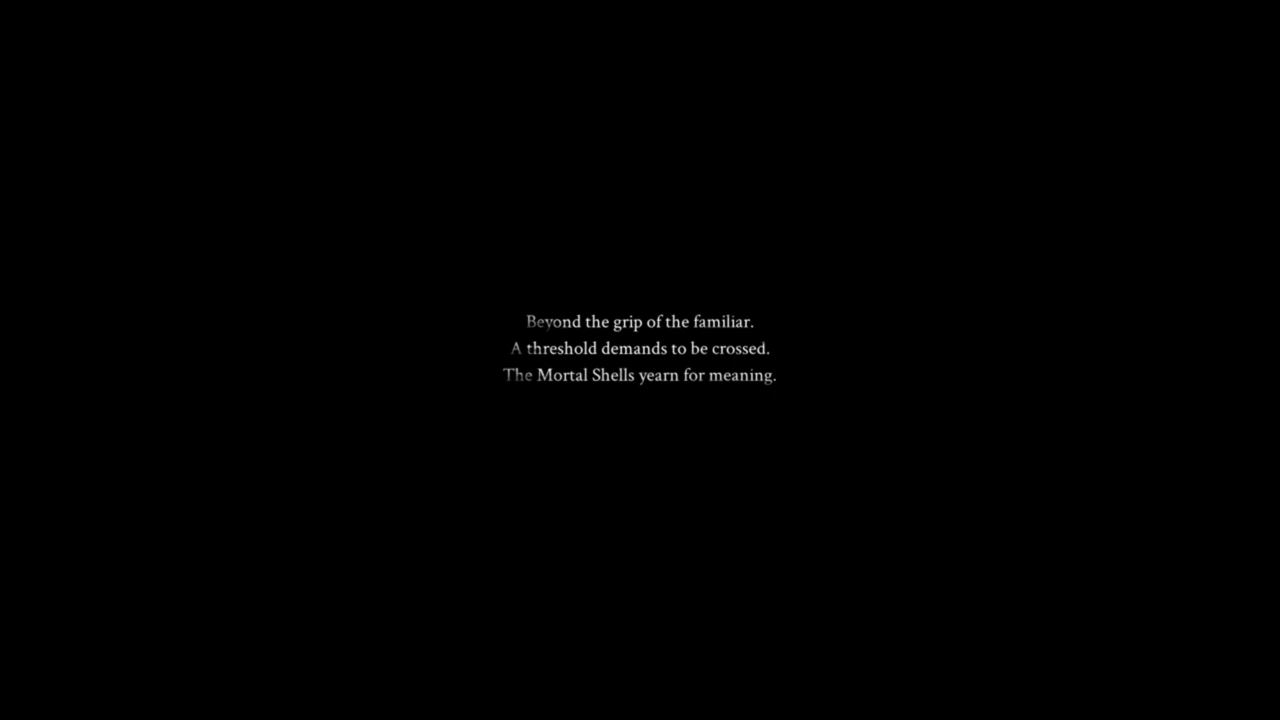 Beyond the grip of the familiar.
A threshold demands to be crossed.
The Mortal Shells yearn for meaning.